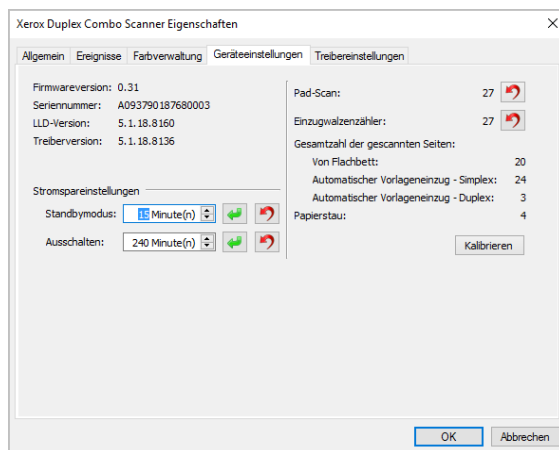 Xerox Duplex Combo Scanner Eigenschaften
Allgemein Ereignisse Farbverwaltung Geräteeinstellungen Treibereinstellungen
Firmwareversion: 0.31
Seriennummer: A093790187680003
LLD-Version: 5.1.18.8160
Treiberversion: 5.1.18.8136
Stromspareinstellungen
Standbymodus: 15 Minute(n)
Ausschalten: 240 Minute(n)
Pad-Scan: 27
Einzugwalzenzähler: 27
Gesamtzahl der gescannten Seiten:
Von Flachbett: 20
Automatischer Vorlageneinzug - Simplex: 24
Automatischer Vorlageneinzug - Duplex: 3
Papierstau: 4
Kalibrieren
OK Abbrechen